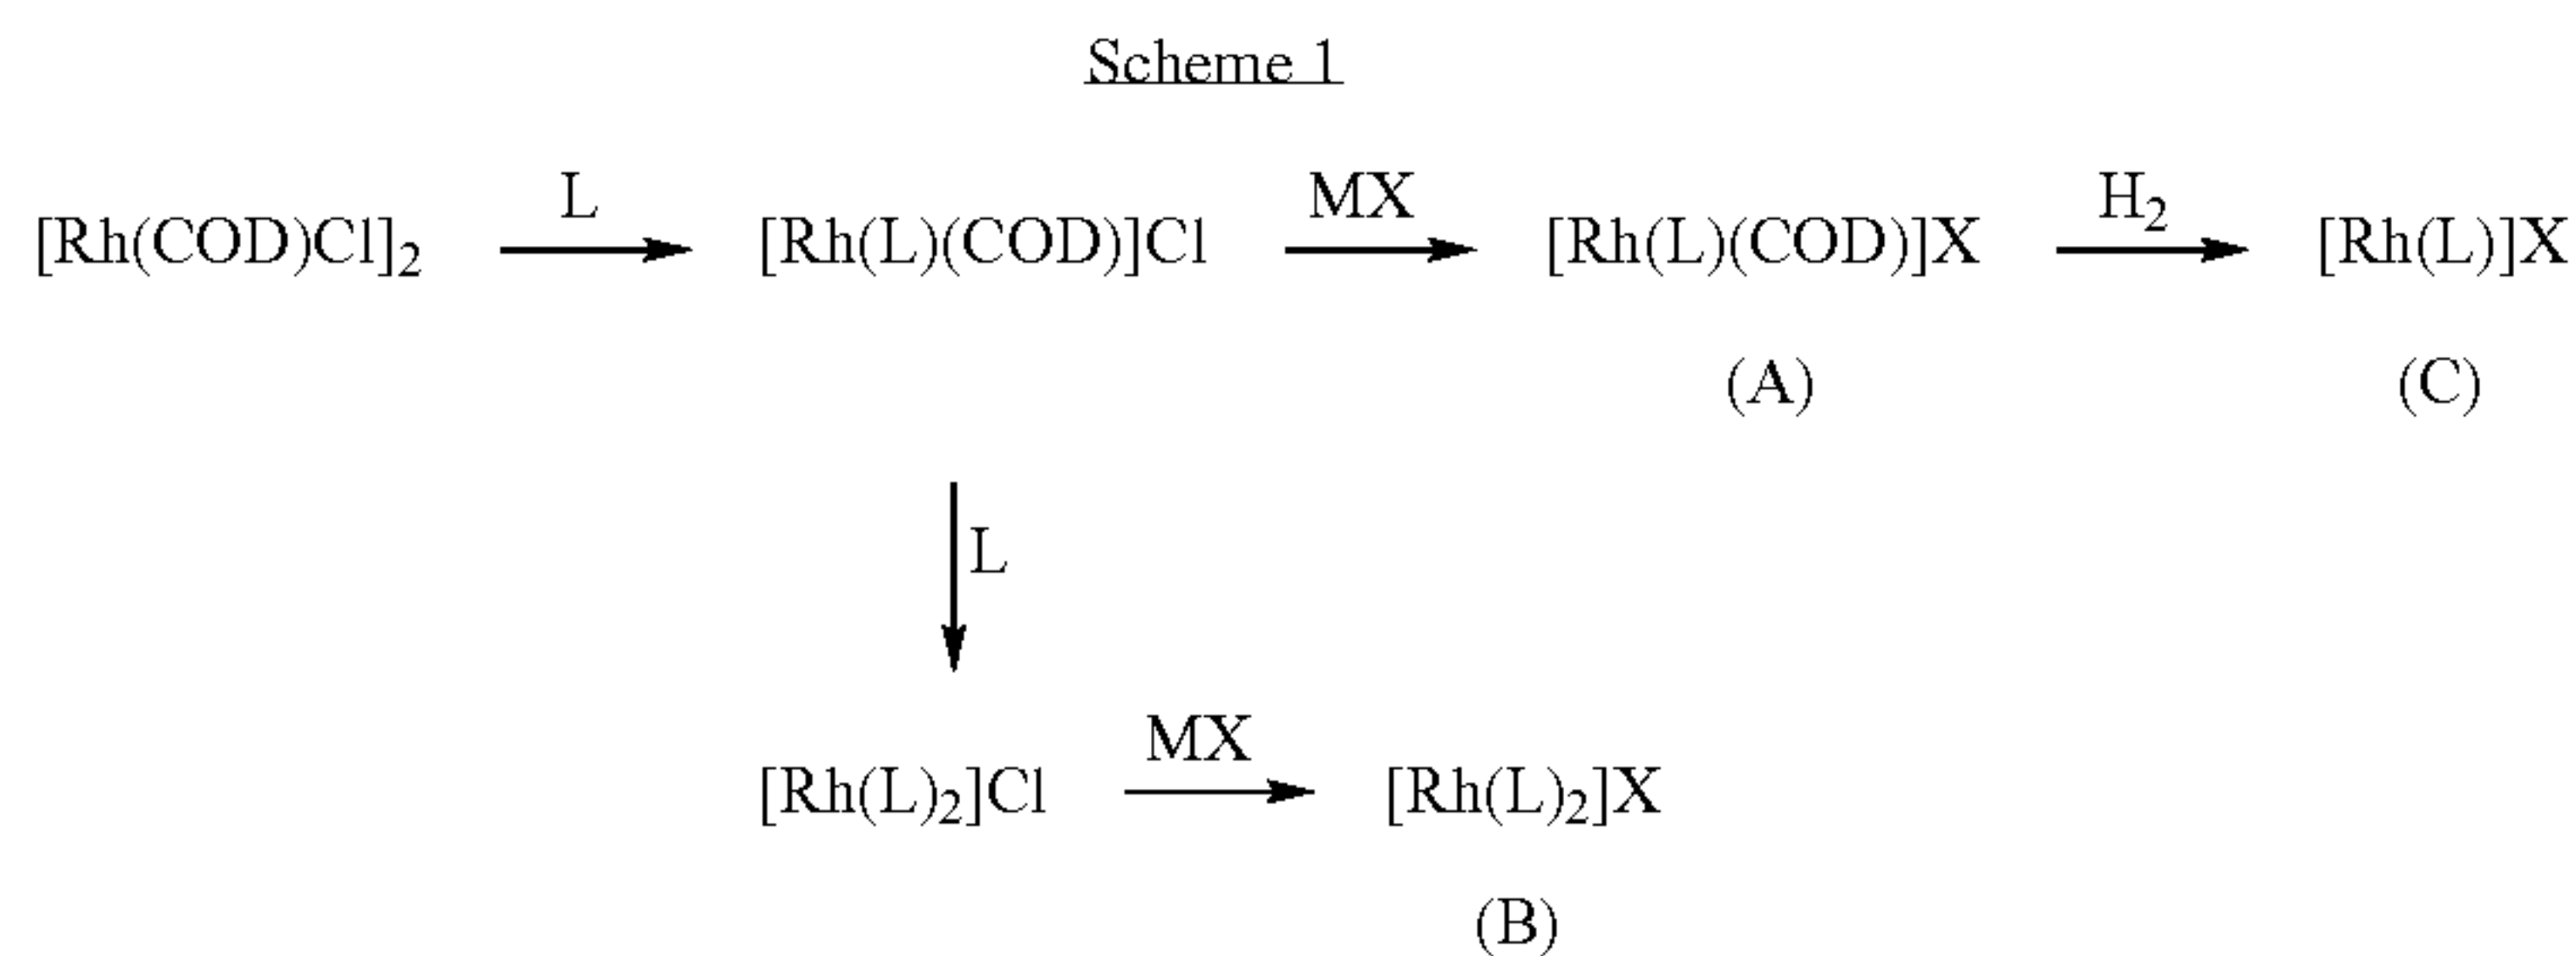 Scheme 1
L MX H₂
[Rh(COD)Cl]₂ [Rh(L)(COD)]Cl [Rh(L)(COD)]X [Rh(L)]X
(A) (C)
L
MX
[Rh(L)₂]Cl [Rh(L)₂]X
(B)